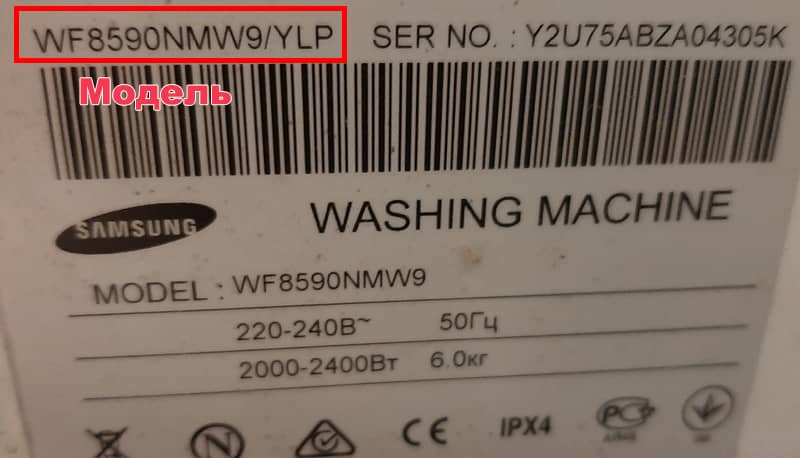 WF8590NMW9/YLP SER NO. : Y2U75ABZA04305K
Модель
SAMSUNG WASHING MACHINE
MODEL : WF8590NMW9
220-240В~ 50Гц
2000-2400Вт 6.0кг
N CE IPX4 PC